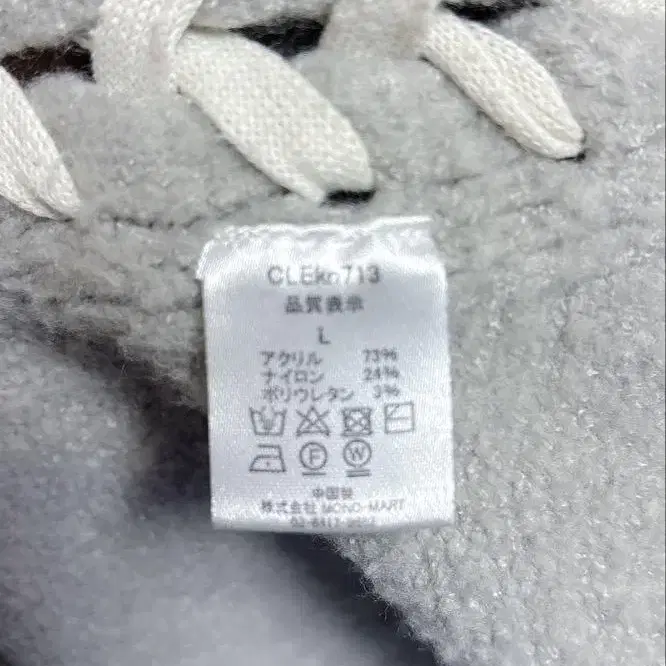 CLEkn713
品質表示
L
アクリル 73%
ナイロン 24%
ポリウレタン 3%
F W
中国製
株式会社 MONO-MART